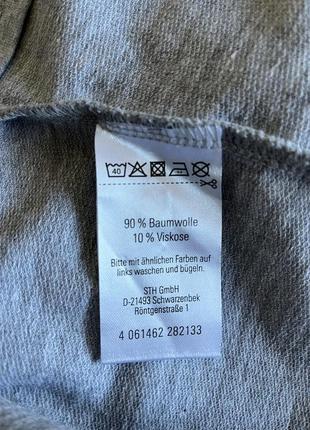 40
90 % Baumwolle
10 % Viskose
Bitte mit ähnlichen Farben auf
links waschen und bügeln.
STH GmbH
D-21493 Schwarzenbek
Röntgenstraße 1
4 061462 282133